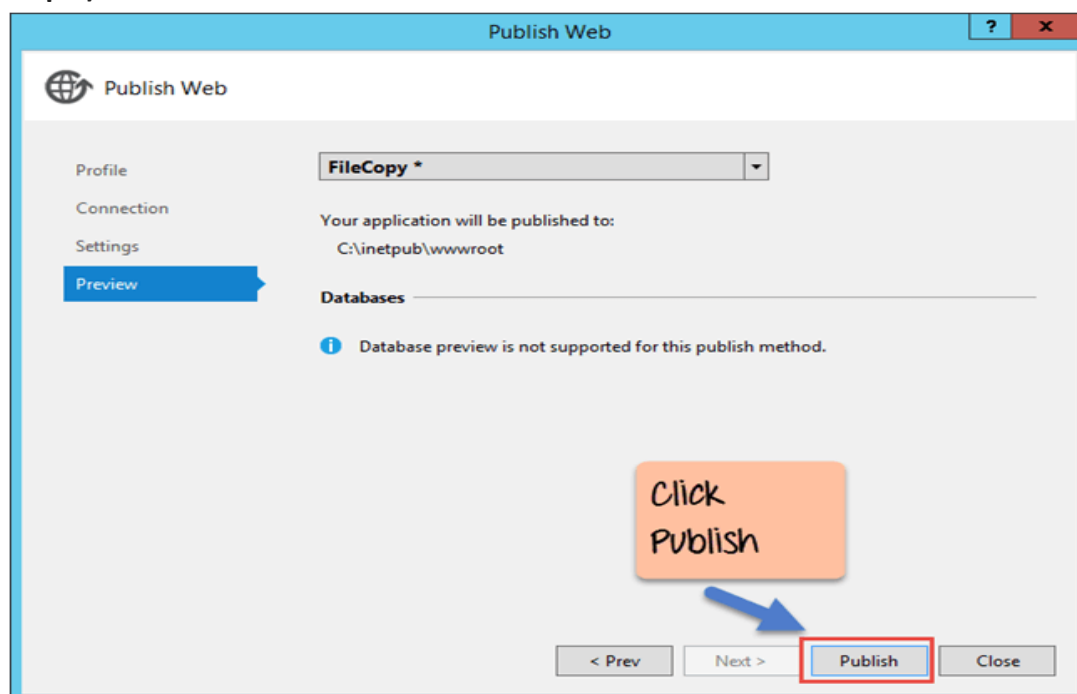 Publish Web
? x
Publish Web
Profile
Connection
Settings
Preview
FileCopy *
Your application will be published to:
C:\inetpub\wwwroot
Databases
Database preview is not supported for this publish method.
Click
Publish
< Prev
Next >
Publish
Close